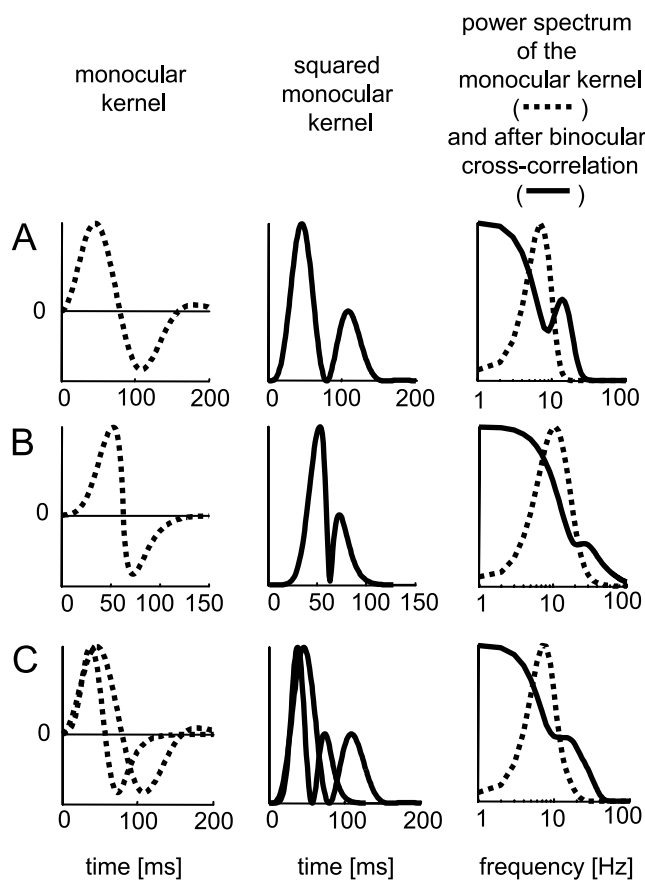 monocular
kernel
squared
monocular
kernel
power spectrum
of the
monocular kernel
( )
and after binocular
cross-correlation
( )
A
0
0 100 200
0 100 200
1 10 100
B
0
0 50 100 150
0 50 100 150
1 10 100
C
0
0 100 200
0 100 200
1 10 100
time [ms]
time [ms]
frequency [Hz]